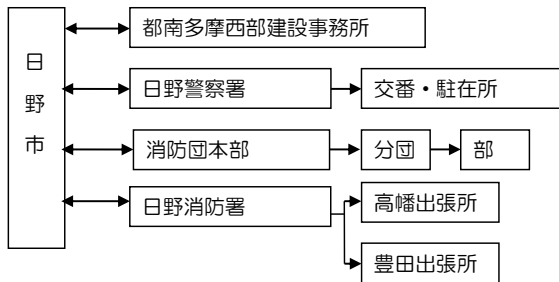 日野市
都南多摩西部建設事務所
日野警察署
交番・駐在所
消防団本部
分団
部
日野消防署
高幡出張所
豊田出張所